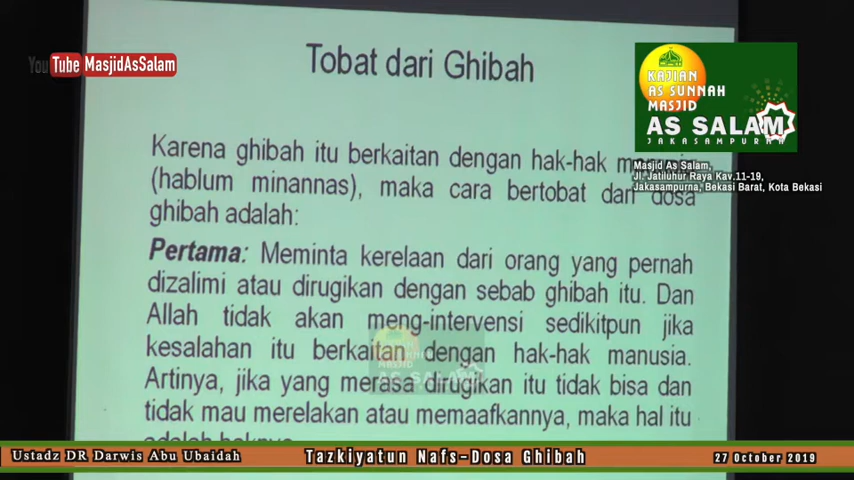 You Tube MasjidAsSalam
Tobat dari Ghibah
KAJIAN
AS SUNNAH
MASJID
AS SALAM
JAKASAMPURNA
Masjid As Salam,
Jl. Jatiluhur Raya Kav.11-19,
Jakasampurna, Bekasi Barat, Kota Bekasi
Karena ghibah itu berkaitan dengan hak-hak
(hablum minannas), maka cara bertobat dari dosa
ghibah adalah:
Pertama: Meminta kerelaan dari orang yang pernah
dizalimi atau dirugikan dengan sebab ghibah itu. Dan
Allah tidak akan meng-intervensi sedikitpun jika
kesalahan itu berkaitan dengan hak-hak manusia.
Artinya, jika yang merasa dirugikan itu tidak bisa dan
tidak mau merelakan atau memaafkannya, maka hal itu
MASJID
AS SALAM
Ustadz DR Darwis Abu Ubaidah
Tazkiyatun Nafs-Dosa Ghibah
27 October 2019